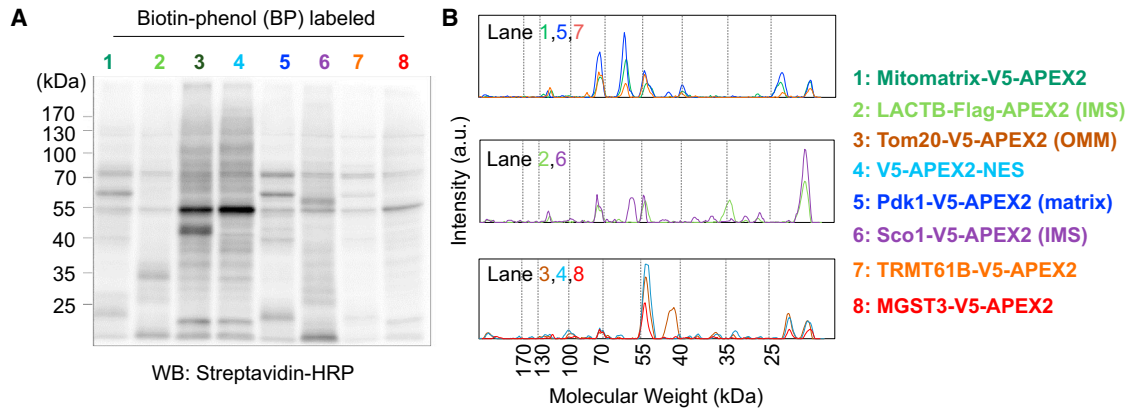 A
Biotin-phenol (BP) labeled
1 2 3 4 5 6 7 8
(kDa)
170
130
100
70
55
40
35
25
WB: Streptavidin-HRP
B
Lane 1,5,7
Lane 2,6
Lane 3,4,8
Intensity (a.u.)
170 130 100 70 55 40 35 25
Molecular Weight (kDa)
1: Mitomatrix-V5-APEX2
2: LACTB-Flag-APEX2 (IMS)
3: Tom20-V5-APEX2 (OMM)
4: V5-APEX2-NES
5: Pdk1-V5-APEX2 (matrix)
6: Sco1-V5-APEX2 (IMS)
7: TRMT61B-V5-APEX2
8: MGST3-V5-APEX2